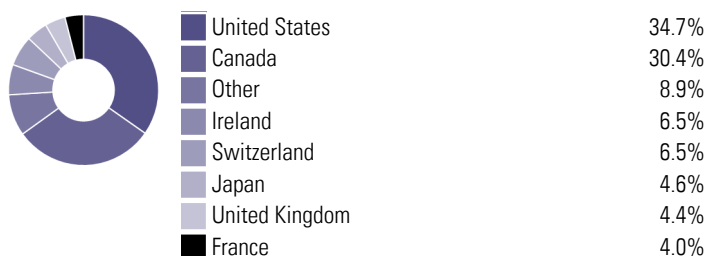 United States 34.7%
Canada 30.4%
Other 8.9%
Ireland 6.5%
Switzerland 6.5%
Japan 4.6%
United Kingdom 4.4%
France 4.0%